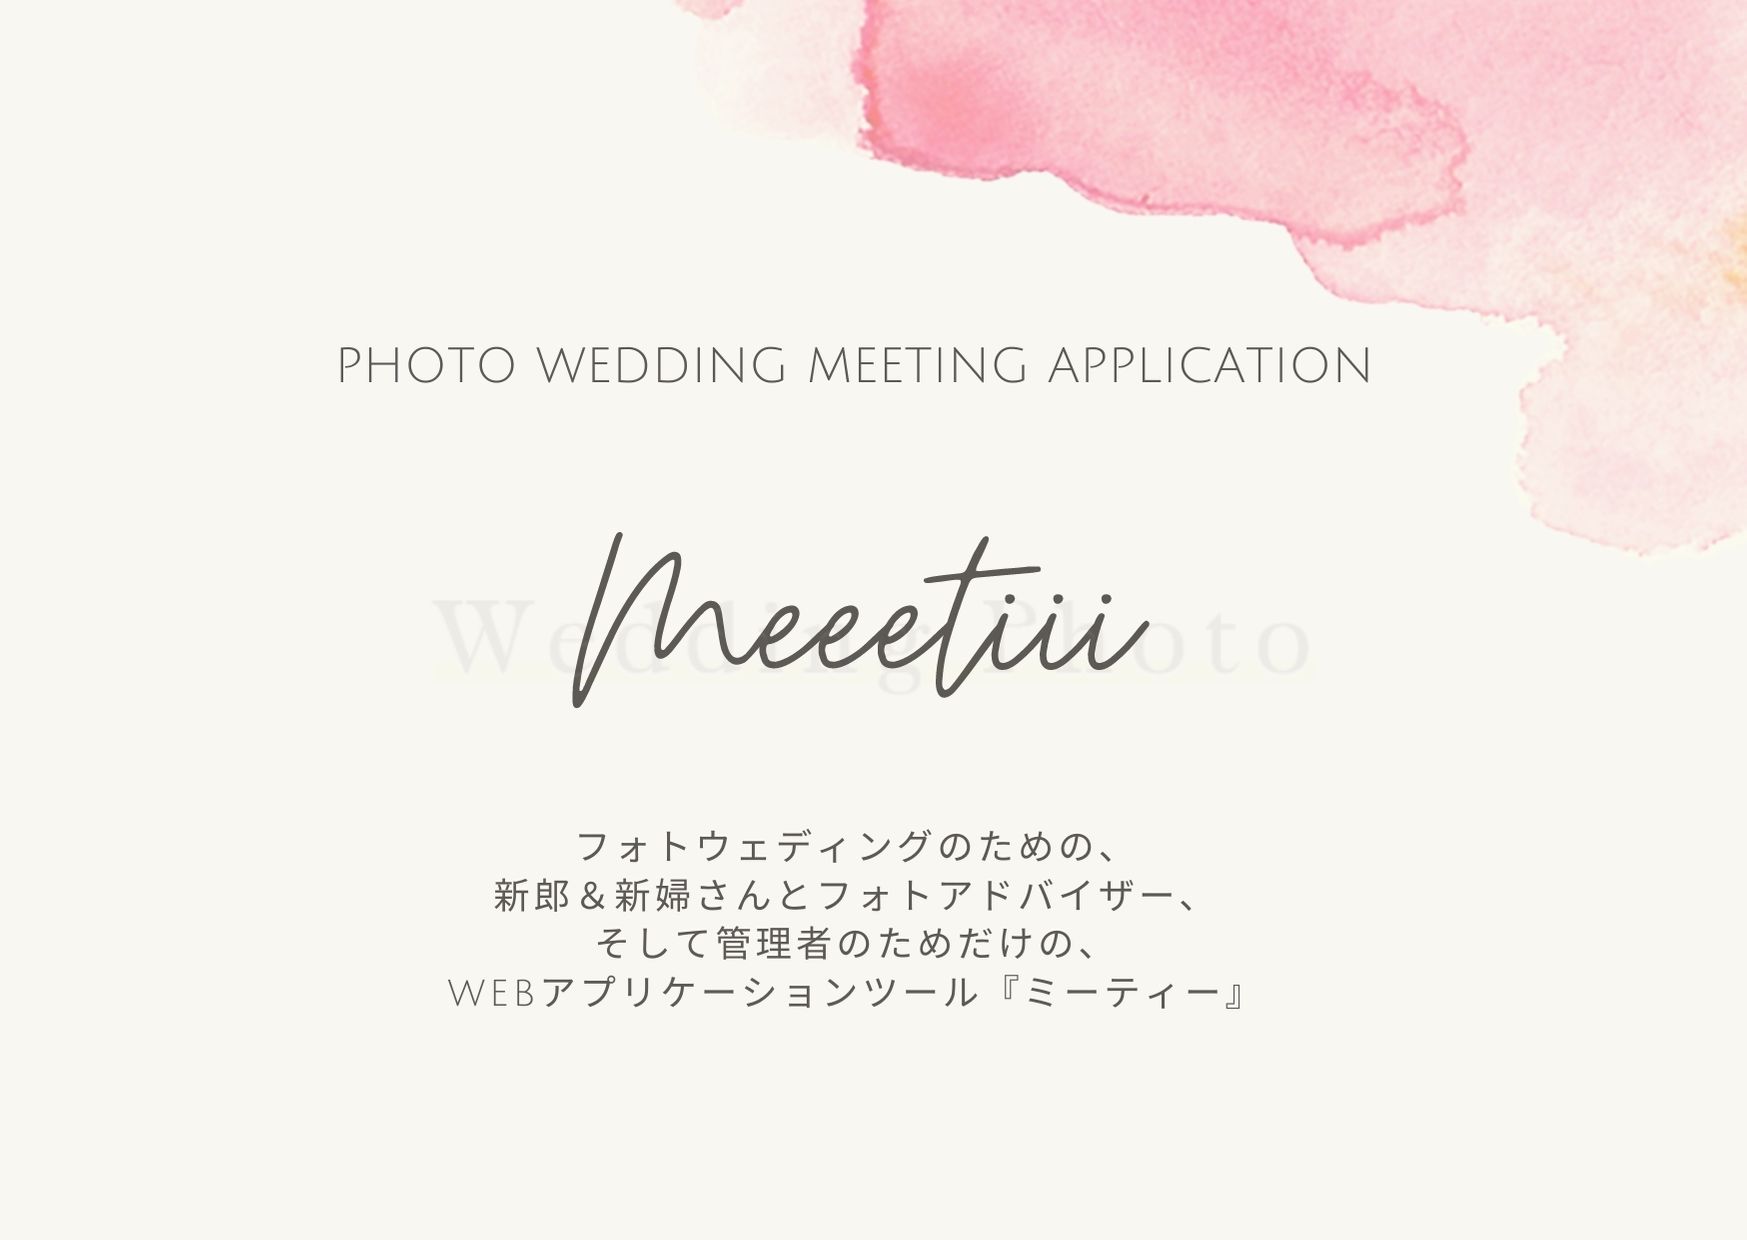 PHOTO WEDDING MEETING APPLICATION
Meeetiii
Wedding Photo
フォトウェディングのための、
新郎＆新婦さんとフォトアドバイザー、
そして管理者のためだけの、
WEBアプリケーションツール『ミーティー』